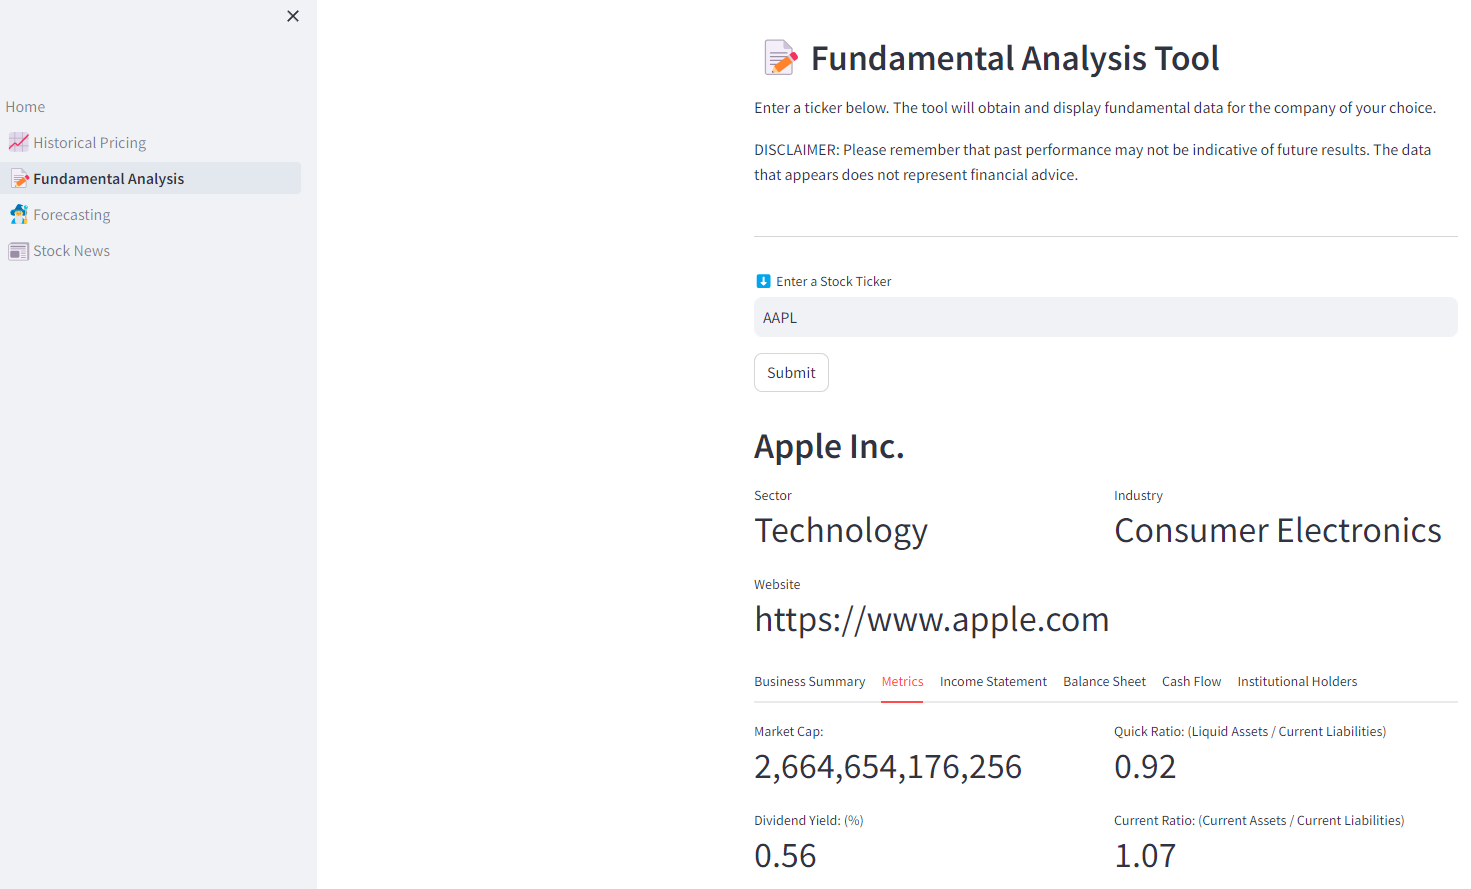 Home
Historical Pricing
Fundamental Analysis
Forecasting
Stock News
Fundamental Analysis Tool
Enter a ticker below. The tool will obtain and display fundamental data for the company of your choice.
DISCLAIMER: Please remember that past performance may not be indicative of future results. The data
that appears does not represent financial advice.
Enter a Stock Ticker
AAPL
Submit
Apple Inc.
Sector
Technology
Industry
Consumer Electronics
Website
https://www.apple.com
Business Summary Metrics Income Statement Balance Sheet Cash Flow Institutional Holders
Market Cap:
2,664,654,176,256
Quick Ratio: (Liquid Assets / Current Liabilities)
0.92
Dividend Yield: (%)
0.56
Current Ratio: (Current Assets / Current Liabilities)
1.07